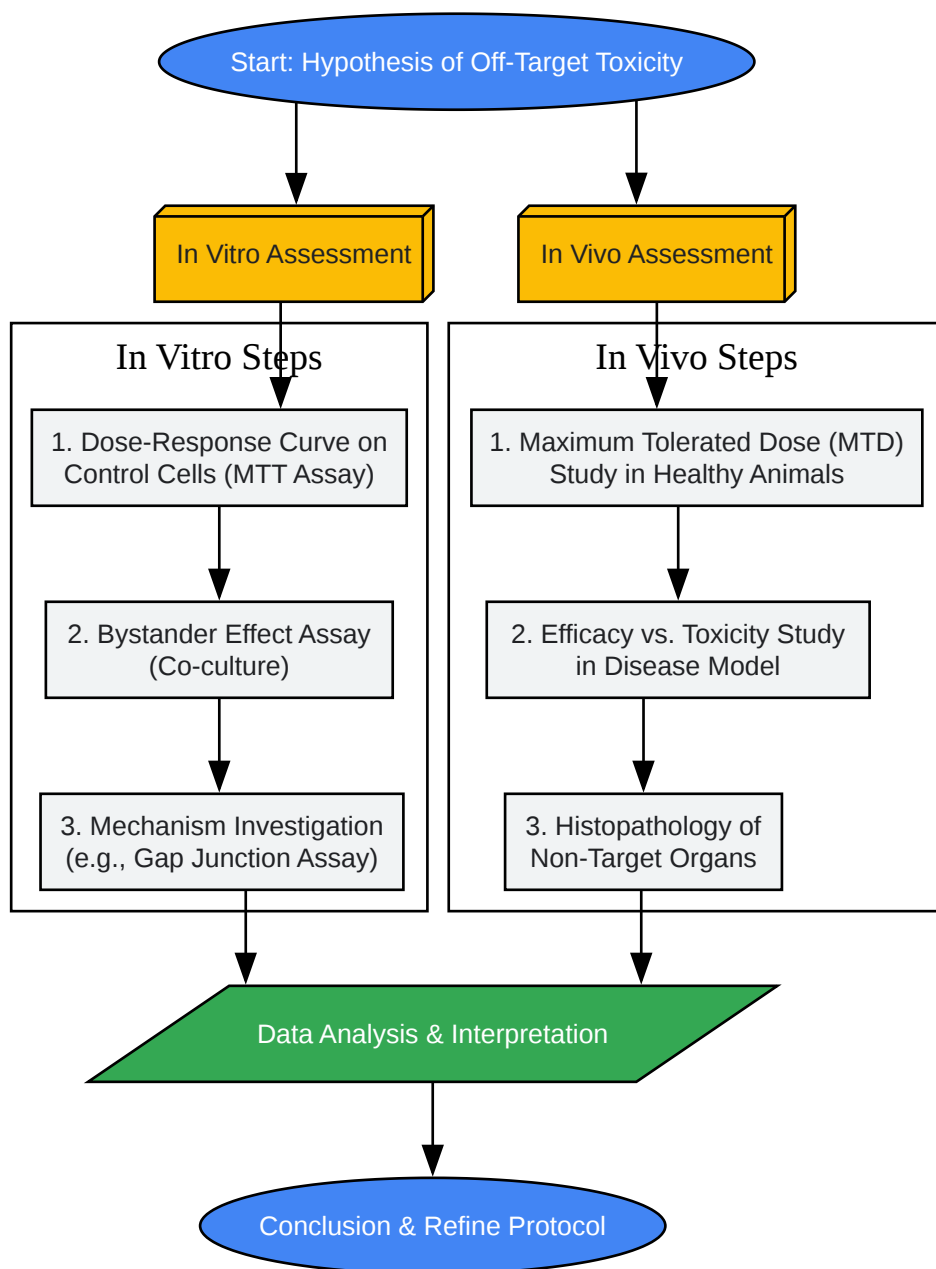 Start: Hypothesis of Off-Target Toxicity
In Vitro Assessment
In Vivo Assessment
In Vitro Steps
1. Dose-Response Curve on
Control Cells (MTT Assay)
2. Bystander Effect Assay
(Co-culture)
3. Mechanism Investigation
(e.g., Gap Junction Assay)
In Vivo Steps
1. Maximum Tolerated Dose (MTD)
Study in Healthy Animals
2. Efficacy vs. Toxicity Study
in Disease Model
3. Histopathology of
Non-Target Organs
Data Analysis & Interpretation
Conclusion & Refine Protocol